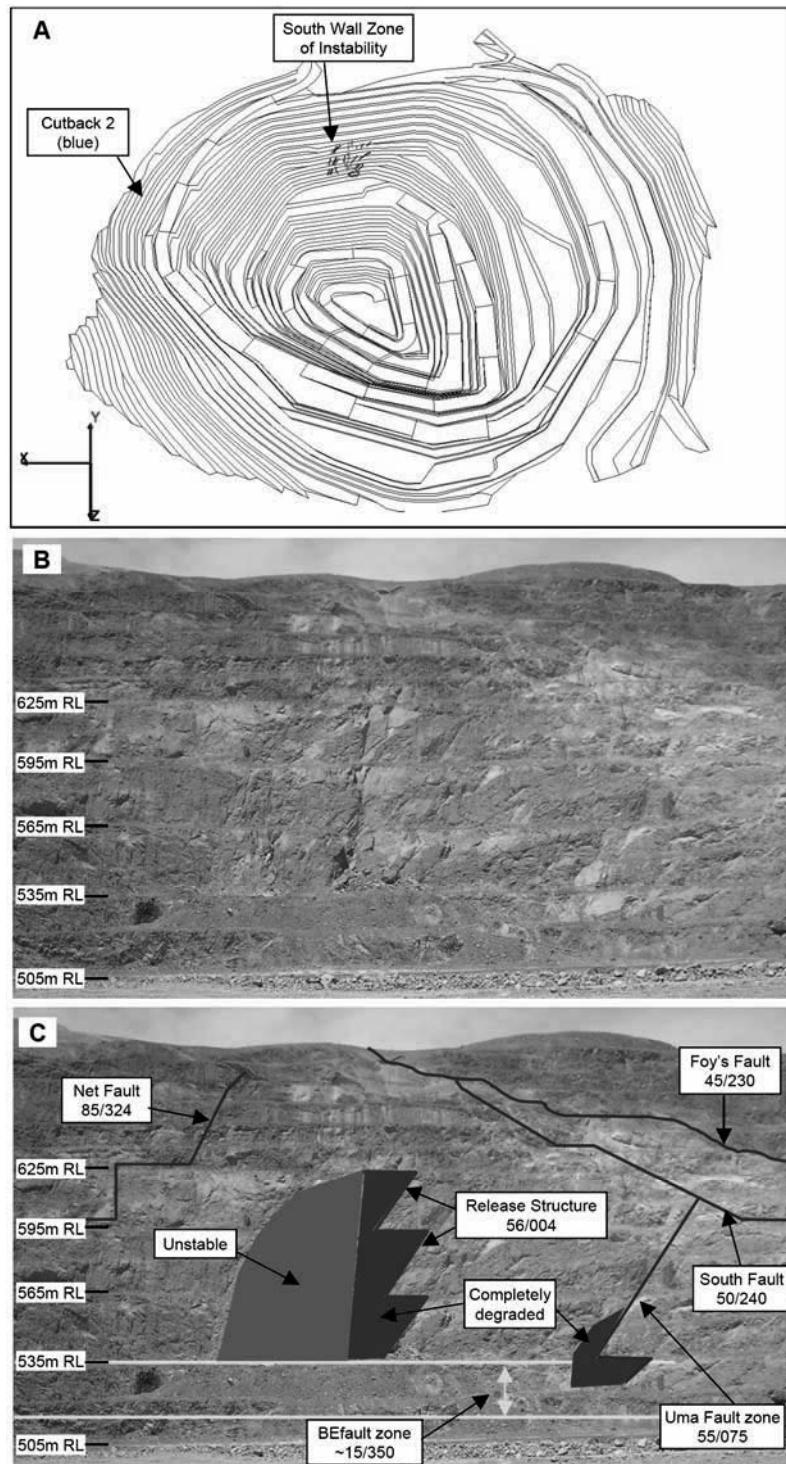 A
South Wall Zone
of Instability
Cutback 2
(blue)
Y
X
Z
B
625m RL
595m RL
565m RL
535m RL
505m RL
C
Net Fault
85/324
Foy's Fault
45/230
625m RL
Release Structure
56/004
595m RL
Unstable
South Fault
50/240
565m RL
Completely
degraded
535m RL
BEfault zone
~15/350
Uma Fault zone
55/075
505m RL